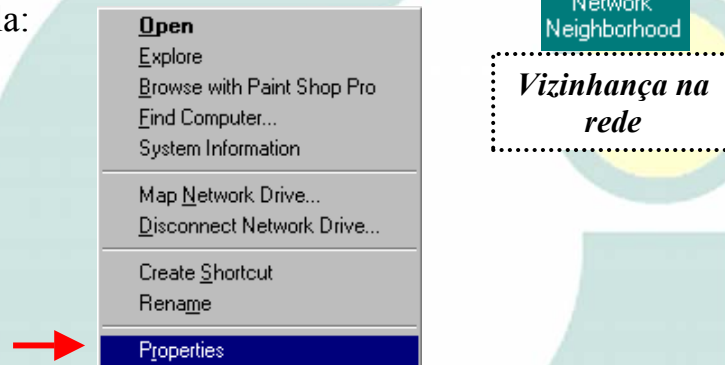 a:
Open
Explore
Browse with Paint Shop Pro
Find Computer...
System Information
Map Network Drive...
Disconnect Network Drive...
Create Shortcut
Rename
Properties
Network
Neighborhood
Vizinhança na
rede